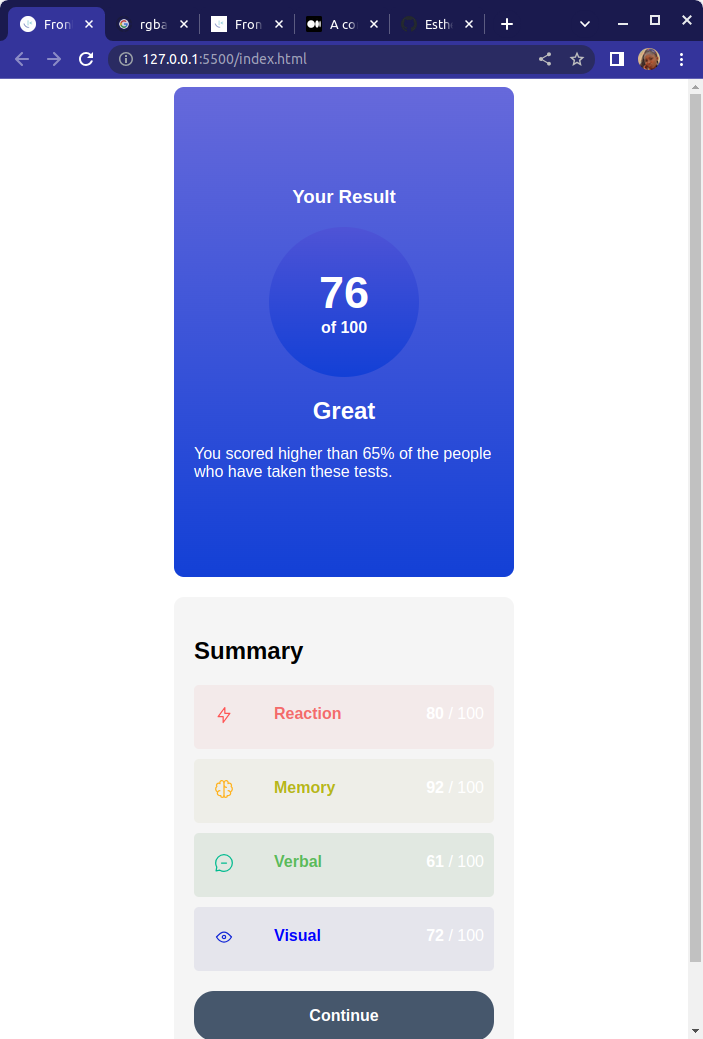 Fron
rgba
Fron
A co
Esth
127.0.0.1:5500/index.html
Your Result
76
of 100
Great
You scored higher than 65% of the people
who have taken these tests.
Summary
Reaction 80 / 100
Memory 92 / 100
Verbal 61 / 100
Visual 72 / 100
Continue